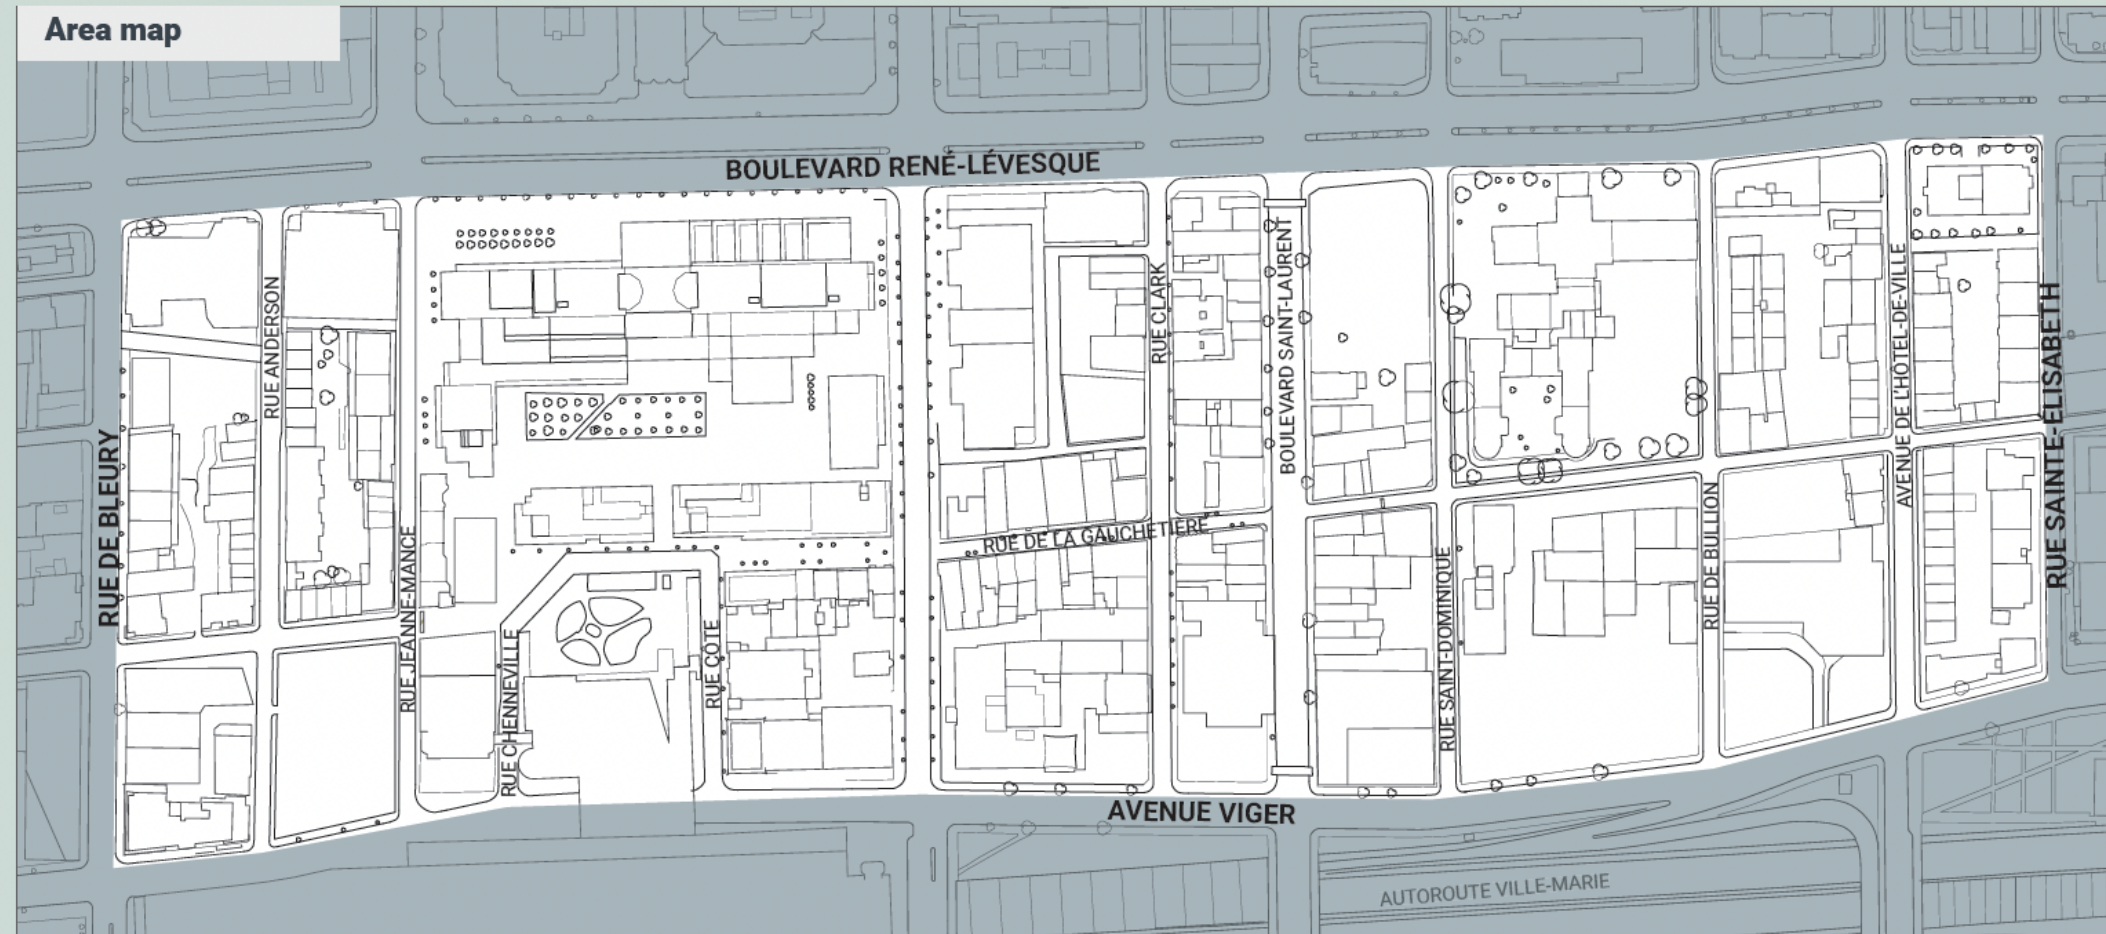 Area map
BOULEVARD RENÉ-LÉVESQUE
RUE DE BLEURY
RUE ANDERSON
RUE JEANNE-MANCE
RUE CHENNEVILLE
RUE CÔTÉ
RUE DE LA GAUCHETIÈRE
RUE CLARK
BOULEVARD SAINT-LAURENT
RUE SAINT-DOMINIQUE
RUE DE BULLION
AVENUE DE L'HÔTEL-DE-VILLE
RUE SAINTE-ÉLISABETH
AVENUE VIGER
AUTOROUTE VILLE-MARIE